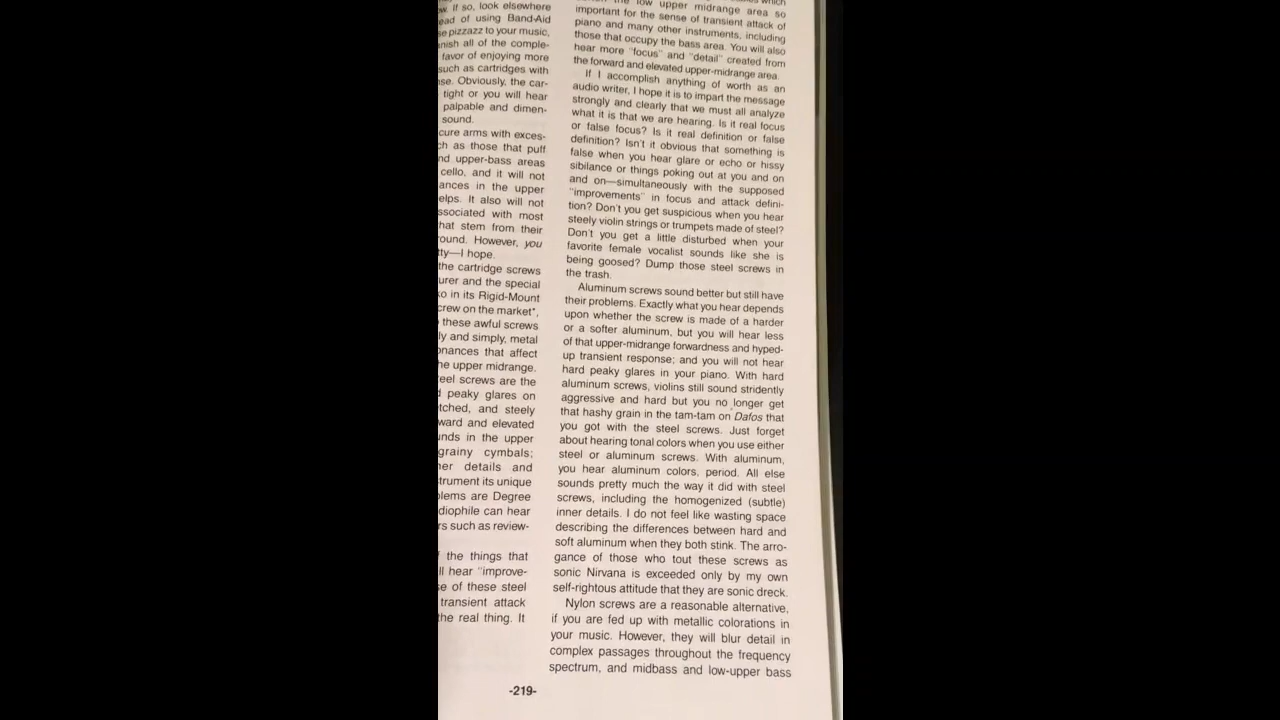 w. If so, look elsewhere
ead of using Band-Aid
se pizzazz to your music,
nish all of the comple-
favor of enjoying more
such as cartridges with
se. Obviously, the car-
tight or you will hear
palpable and dimen-
sound.
cure arms with exces-
ch as those that puff
nd upper-bass areas
cello, and it will not
ances in the upper
elps. It also will not
ssociated with most
hat stem from their
round. However, you
tty—I hope.
the cartridge screws
urer and the special
ko in its Rigid-Mount
crew on the market*,
these awful screws
ly and simply, metal
onances that affect
he upper midrange.
eel screws are the
d peaky glares on
tched, and steely
ward and elevated
unds in the upper
grainy cymbals;
ner details and
strument its unique
olems are Degree
diophile can hear
rs such as review-
f the things that
ll hear "improve-
e of these steel
transient attack
the real thing. It
the low upper midrange area so
important for the sense of transient attack of
piano and many other instruments, including
those that occupy the bass area. You will also
hear more "focus" and "detail" created from
the forward and elevated upper-midrange area.
If I accomplish anything of worth as an
audio writer, I hope it is to impart the message
strongly and clearly that we must all analyze
what it is that we are hearing. Is it real focus
or false focus? Is it real definition or false
definition? Isn't it obvious that something is
false when you hear glare or echo or hissy
sibilance or things poking out at you and on
and on—simultaneously with the supposed
"improvements" in focus and attack defini-
tion? Don't you get suspicious when you hear
steely violin strings or trumpets made of steel?
Don't you get a little disturbed when your
favorite female vocalist sounds like she is
being goosed? Dump those steel screws in
the trash.
Aluminum screws sound better but still have
their problems. Exactly what you hear depends
upon whether the screw is made of a harder
or a softer aluminum, but you will hear less
of that upper-midrange forwardness and hyped-
up transient response; and you will not hear
hard peaky glares in your piano. With hard
aluminum screws, violins still sound stridently
aggressive and hard but you no longer get
that hashy grain in the tam-tam on Dafos that
you got with the steel screws. Just forget
about hearing tonal colors when you use either
steel or aluminum screws. With aluminum,
you hear aluminum colors, period. All else
sounds pretty much the way it did with steel
screws, including the homogenized (subtle)
inner details. I do not feel like wasting space
describing the differences between hard and
soft aluminum when they both stink. The arro-
gance of those who tout these screws as
sonic Nirvana is exceeded only by my own
self-rightous attitude that they are sonic dreck.
Nylon screws are a reasonable alternative,
if you are fed up with metallic colorations in
your music. However, they will blur detail in
complex passages throughout the frequency
spectrum, and midbass and low-upper bass
-219-